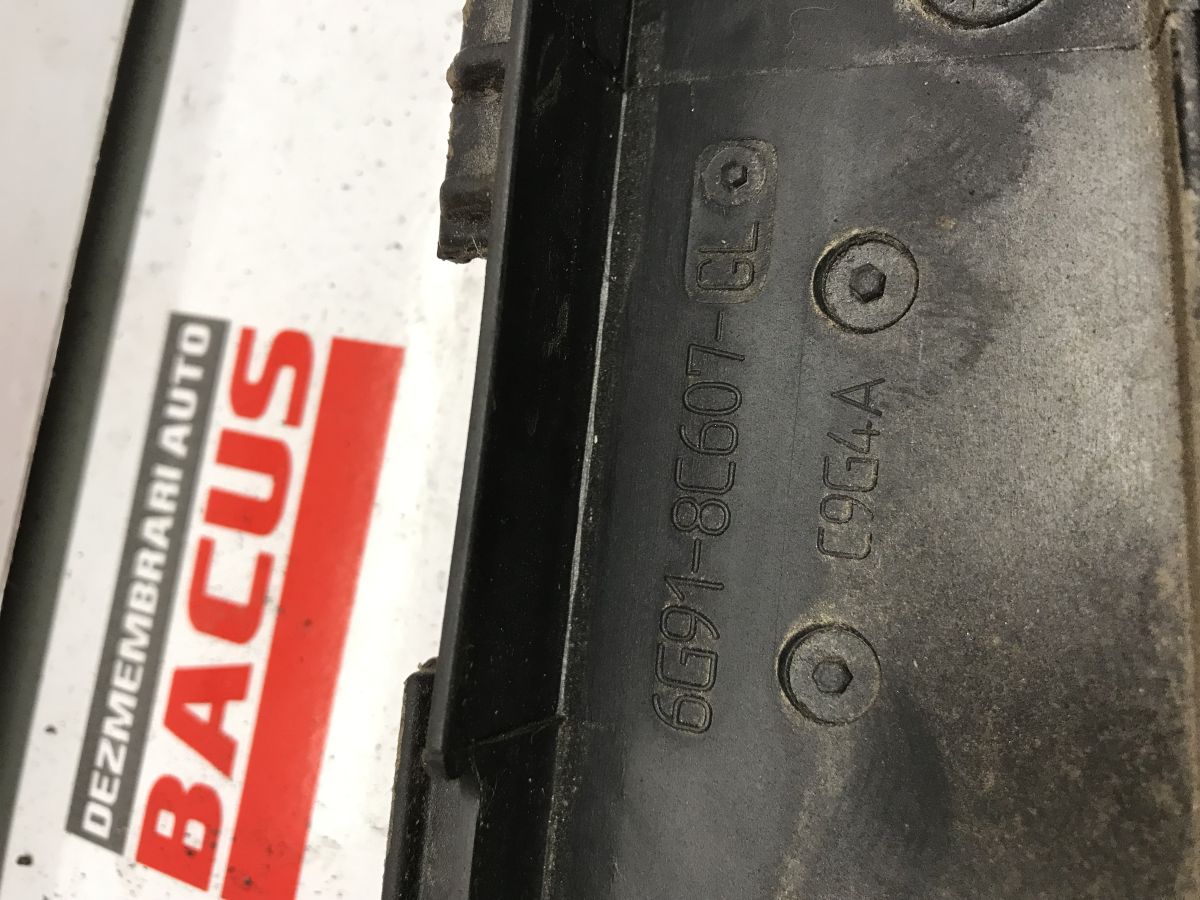 DEZMEMBRARI AUTO
BACUS
6G91-8C607-GL
C9G4A